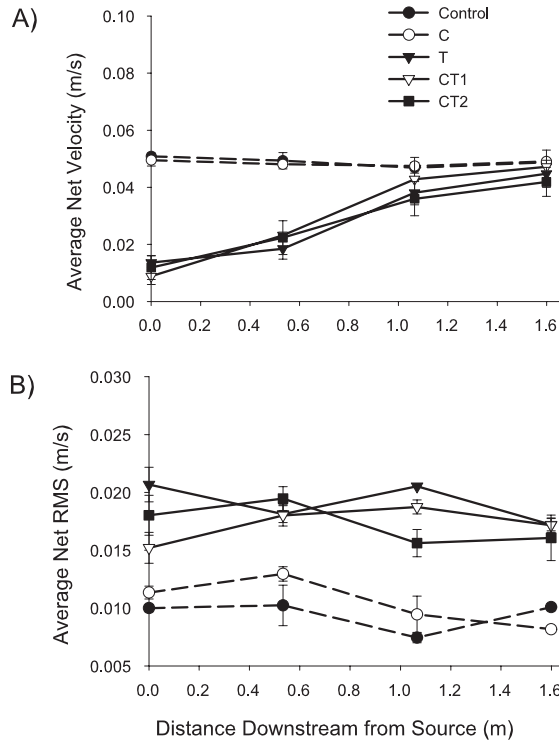 A)
Control
C
T
CT1
CT2
Average Net Velocity (m/s)
0.10
0.08
0.06
0.04
0.02
0.00
0.0 0.2 0.4 0.6 0.8 1.0 1.2 1.4 1.6
B)
Average Net RMS (m/s)
0.030
0.025
0.020
0.015
0.010
0.005
0.0 0.2 0.4 0.6 0.8 1.0 1.2 1.4 1.6
Distance Downstream from Source (m)